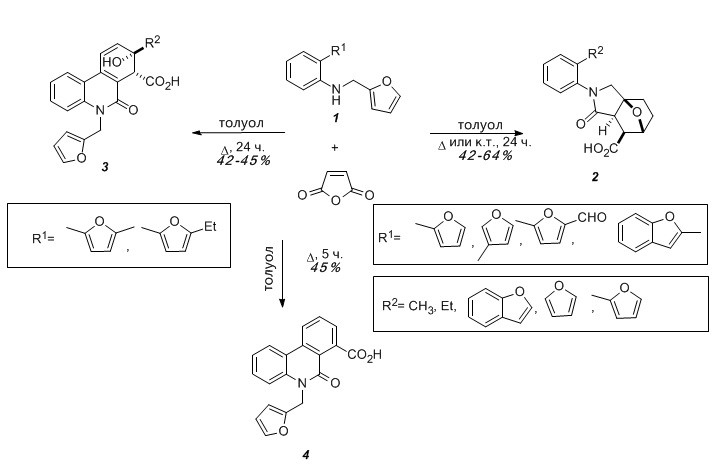 HO
R2
CO2H
N
O
O
3
R1
NH
O
1
+
O
O
O
R2
N
O
H
O
HO2C
2
толуол
Δ, 24 ч.
42-45%
толуол
Δ или к.т., 24 ч.
42-64%
R1=
O
,
O
Et
толуол
Δ, 5 ч.
45%
R1=
O
,
O
,
O
CHO
,
O
R2= CH3, Et,
O
,
O
,
O
CO2H
N
O
O
4